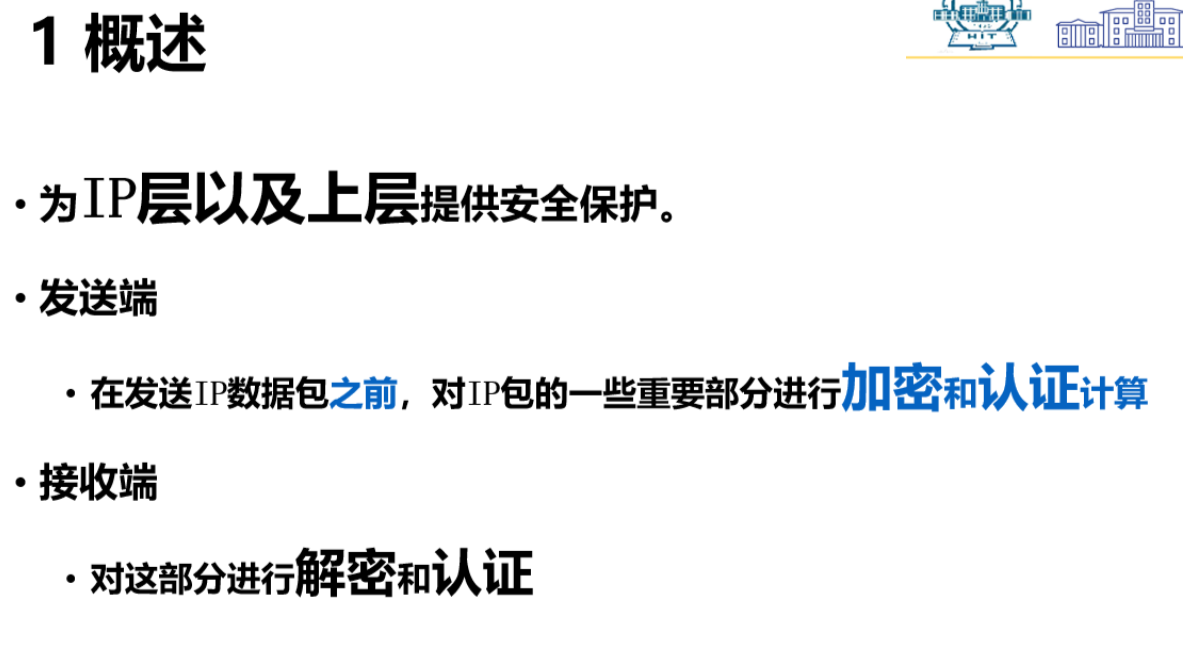 1 概述
HIT
• 为IP层以及上层提供安全保护。
• 发送端
• 在发送IP数据包之前，对IP包的一些重要部分进行加密和认证计算
• 接收端
• 对这部分进行解密和认证